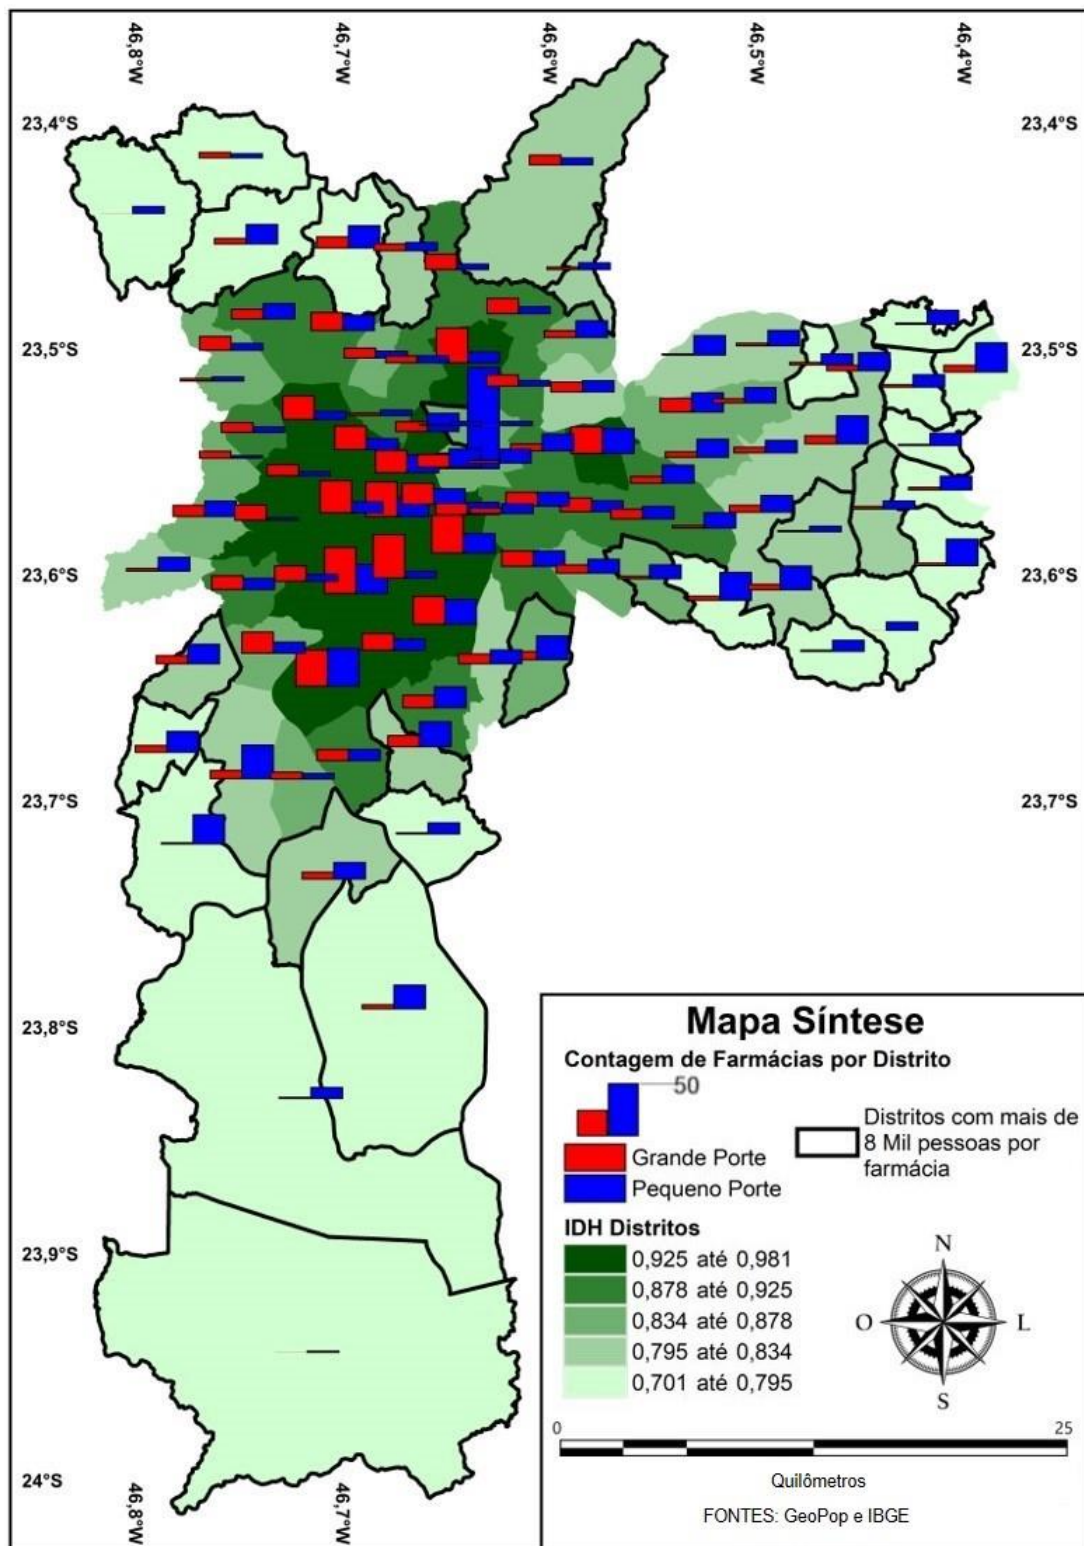 46,8°W
46,7°W
46,6°W
46,5°W
46,4°W
23,4°S
23,4°S
23,5°S
23,5°S
23,6°S
23,6°S
23,7°S
23,7°S
23,8°S
23,9°S
24°S
46,8°W
46,7°W
Mapa Síntese
Contagem de Farmácias por Distrito
50
Grande Porte
Pequeno Porte
Distritos com mais de
8 Mil pessoas por
farmácia
IDH Distritos
0,925 até 0,981
0,878 até 0,925
0,834 até 0,878
0,795 até 0,834
0,701 até 0,795
N
O
L
S
0
25
Quilômetros
FONTES: GeoPop e IBGE